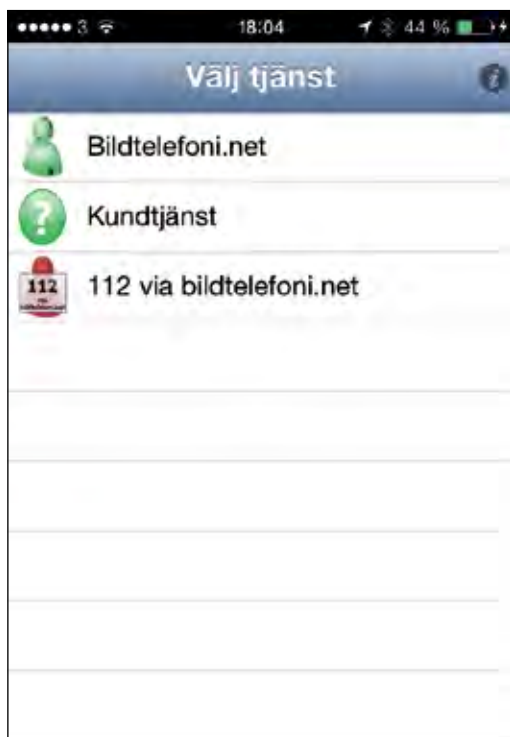 3 18:04 44 %
Välj tjänst
Bildtelefoni.net
? Kundtjänst
112
112 via bildtelefoni.net